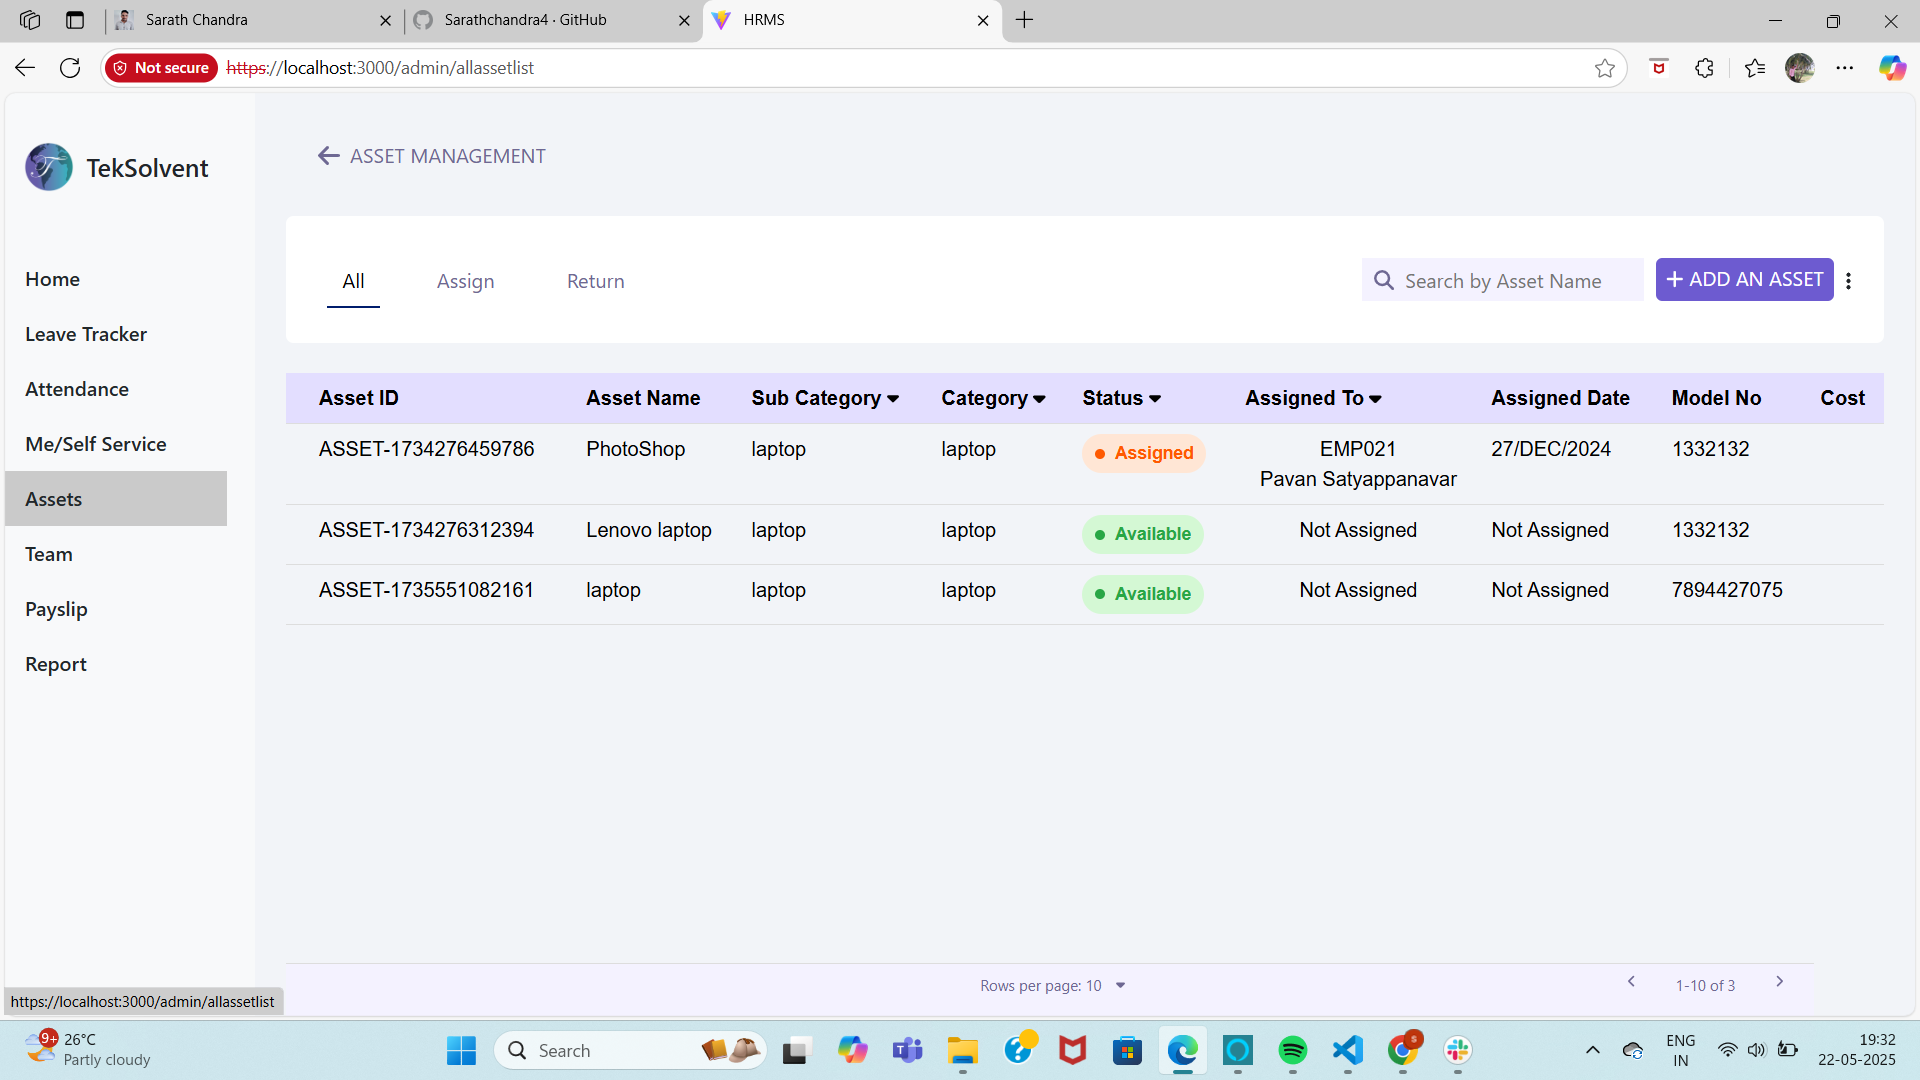 Sarath Chandra
Sarathchandra4 · GitHub
HRMS
Not secure
https://localhost:3000/admin/allassetlist
TekSolvent
Home
Leave Tracker
Attendance
Me/Self Service
Assets
Team
Payslip
Report
ASSET MANAGEMENT
All Assign Return
Search by Asset Name
+ ADD AN ASSET
Asset ID Asset Name Sub Category Category Status Assigned To Assigned Date Model No Cost
ASSET-1734276459786 PhotoShop laptop laptop Assigned EMP021 27/DEC/2024 1332132
Pavan Satyappanavar
ASSET-1734276312394 Lenovo laptop laptop laptop Available Not Assigned Not Assigned 1332132
ASSET-1735551082161 laptop laptop laptop Available Not Assigned Not Assigned 7894427075
Rows per page: 10
1-10 of 3
https://localhost:3000/admin/allassetlist
9+
26°C
Partly cloudy
Search
S
ENG
IN
19:32
22-05-2025